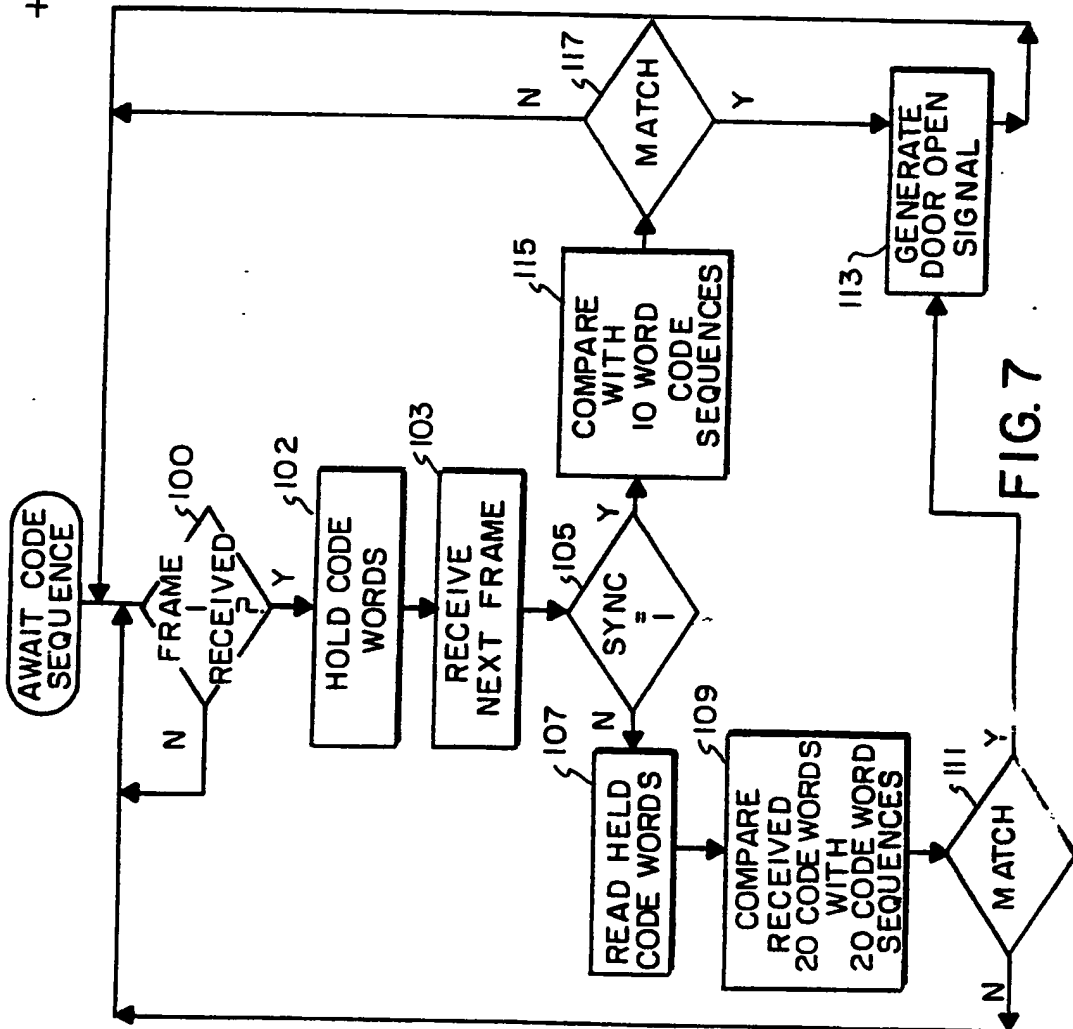 AWAIT CODE
SEQUENCE
FRAME
1
RECEIVED
?
100
N
Y
HOLD CODE
WORDS
102
RECEIVE
NEXT FRAME
103
SYNC
= 1
105
N
Y
READ HELD
CODE WORDS
107
COMPARE
RECEIVED
20 CODE WORDS
WITH
20 CODE WORD
SEQUENCES
109
MATCH
111
N
Y
COMPARE
WITH
10 WORD
CODE
SEQUENCES
115
MATCH
117
N
Y
GENERATE
DOOR OPEN
SIGNAL
113
FIG. 7